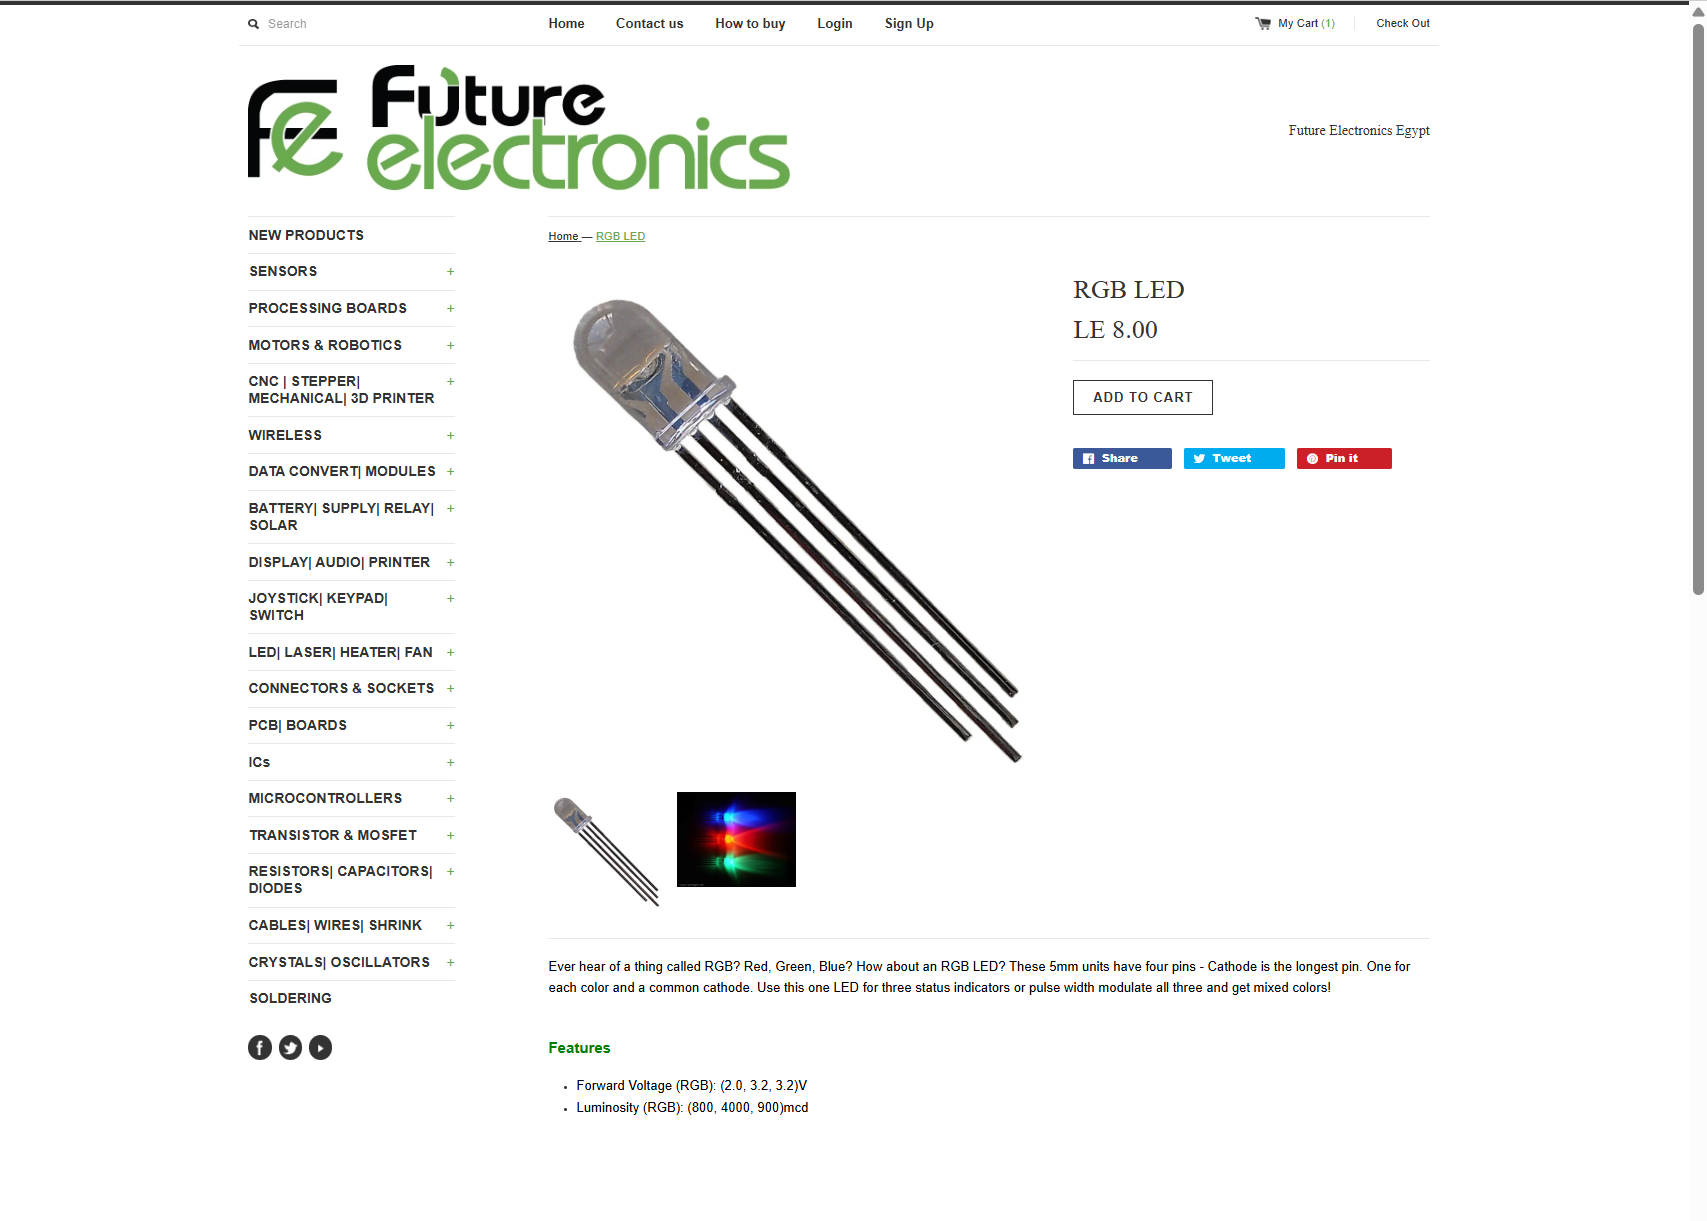 Search
Home Contact us How to buy Login Sign Up
My Cart (1) Check Out
Fe Future electronics
Future Electronics Egypt
NEW PRODUCTS
SENSORS +
PROCESSING BOARDS +
MOTORS & ROBOTICS +
CNC | STEPPER| +
MECHANICAL| 3D PRINTER
WIRELESS +
DATA CONVERT| MODULES +
BATTERY| SUPPLY| RELAY| +
SOLAR
DISPLAY| AUDIO| PRINTER +
JOYSTICK| KEYPAD| +
SWITCH
LED| LASER| HEATER| FAN +
CONNECTORS & SOCKETS +
PCB| BOARDS +
ICs +
MICROCONTROLLERS +
TRANSISTOR & MOSFET +
RESISTORS| CAPACITORS| +
DIODES
CABLES| WIRES| SHRINK +
CRYSTALS| OSCILLATORS +
SOLDERING
Home — RGB LED
RGB LED
LE 8.00
ADD TO CART
Share Tweet Pin it
Ever hear of a thing called RGB? Red, Green, Blue? How about an RGB LED? These 5mm units have four pins - Cathode is the longest pin. One for
each color and a common cathode. Use this one LED for three status indicators or pulse width modulate all three and get mixed colors!
Features
• Forward Voltage (RGB): (2.0, 3.2, 3.2)V
• Luminosity (RGB): (800, 4000, 900)mcd